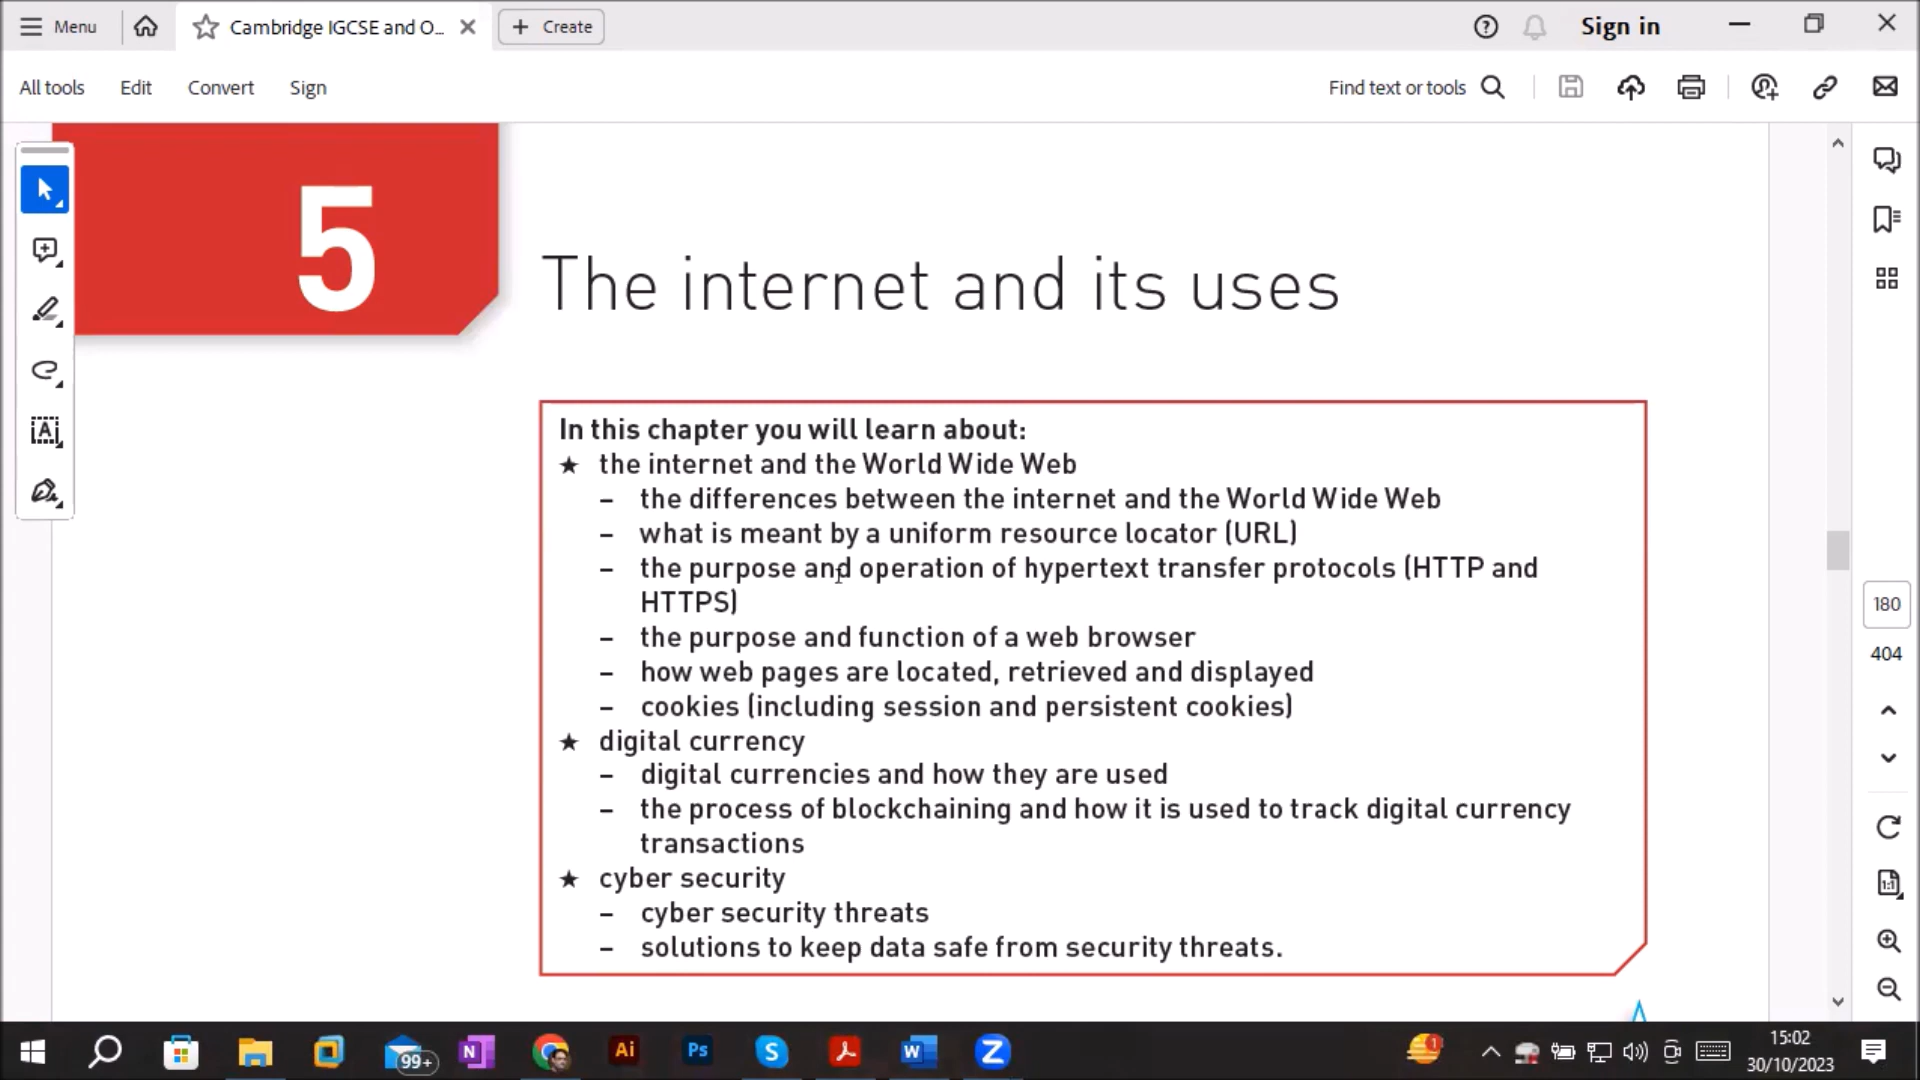 Menu
Cambridge IGCSE and O...
Create
Sign in
All tools
Edit
Convert
Sign
Find text or tools
5
The internet and its uses
In this chapter you will learn about:
★ the internet and the World Wide Web
– the differences between the internet and the World Wide Web
– what is meant by a uniform resource locator (URL)
– the purpose and operation of hypertext transfer protocols (HTTP and
HTTPS)
– the purpose and function of a web browser
– how web pages are located, retrieved and displayed
– cookies (including session and persistent cookies)
★ digital currency
– digital currencies and how they are used
– the process of blockchaining and how it is used to track digital currency
transactions
★ cyber security
– cyber security threats
– solutions to keep data safe from security threats.
180
404
1:1
99+
N
Ai
Ps
S
W
Z
1
15:02
30/10/2023